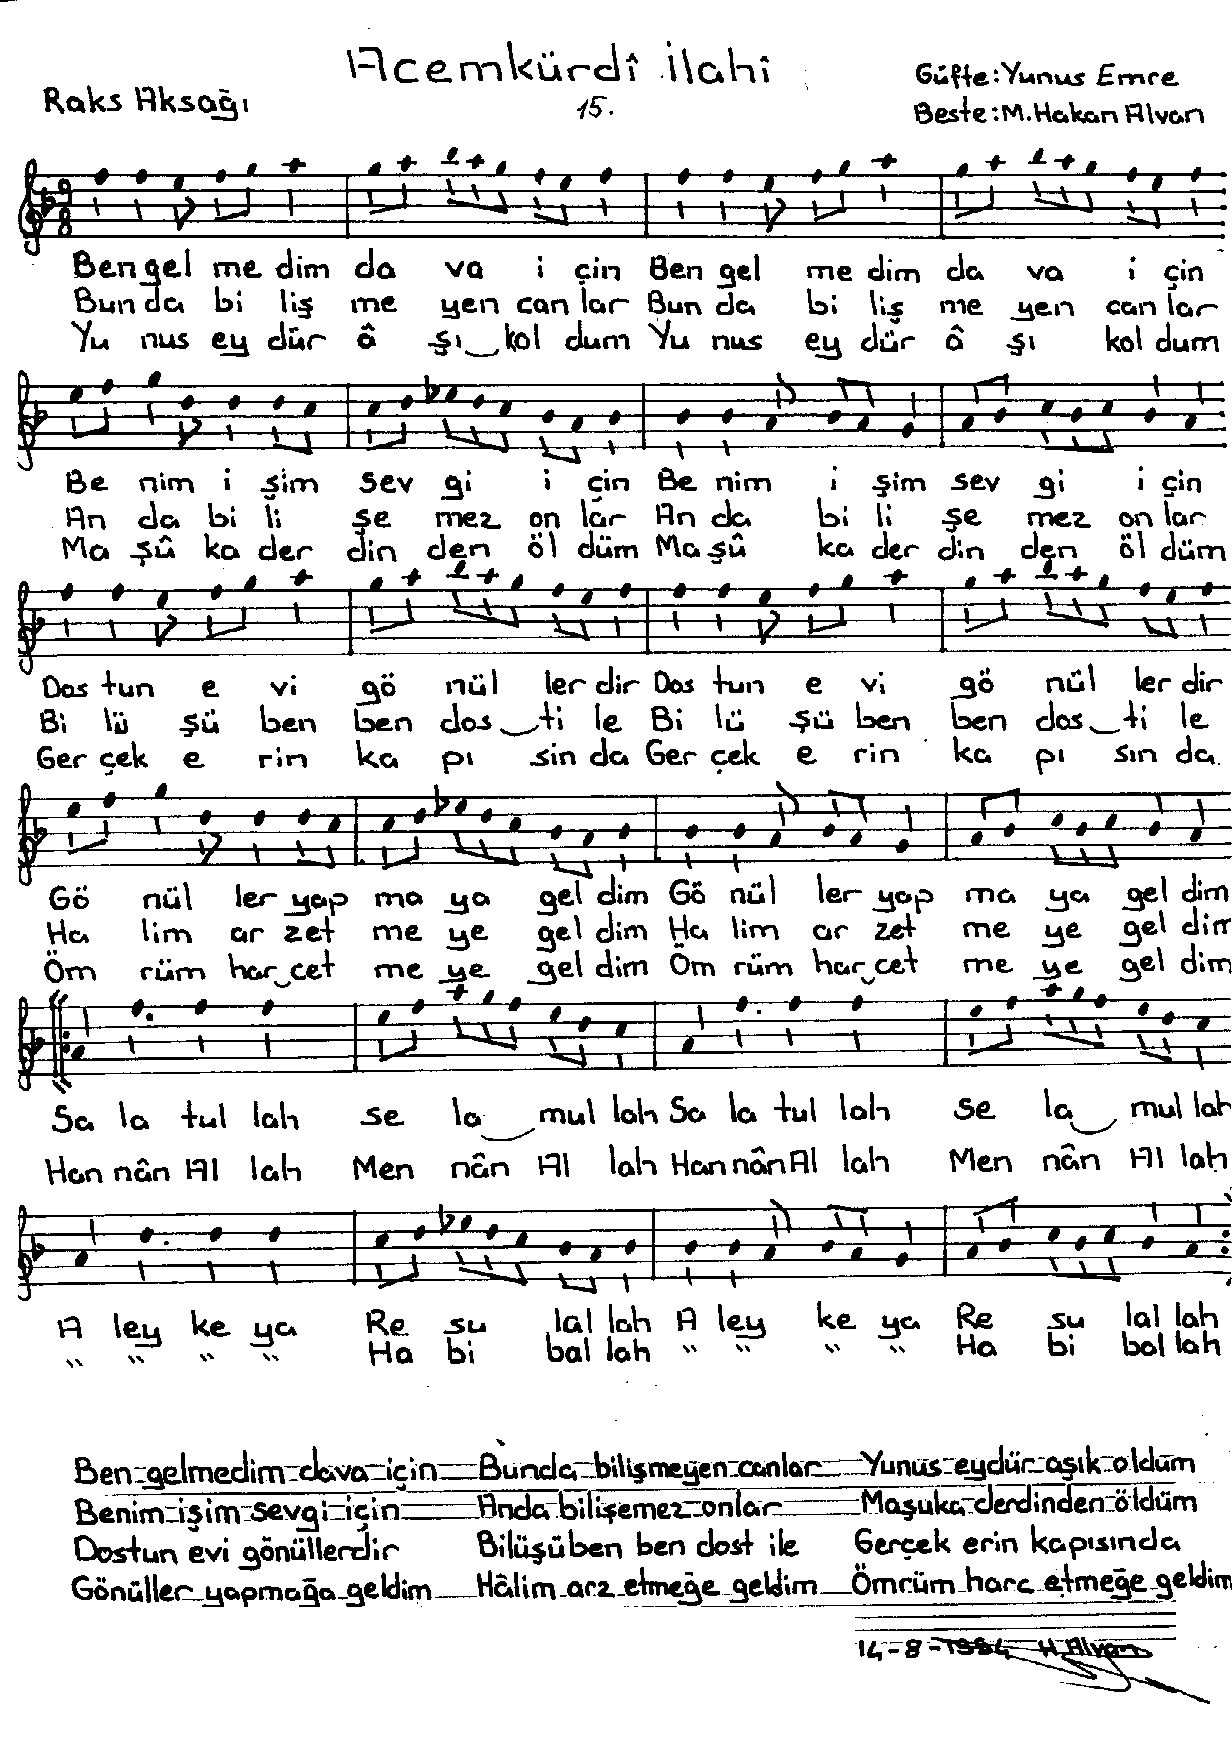 Acemkürdî İlahî
Güfte: Yunus Emre
Raks Aksağı
15.
Beste: M. Hakan Alvan
9
8
Ben gel me dim da va i çin Ben gel me dim da va i çin
Bun da bi liş me yen can lar Bun da bi liş me yen can lar
Yu nus ey dür â şı kol dum Yu nus ey dür â şı kol dum
Be nim i şim sev gi i çin Be nim i şim sev gi i çin
An da bi li şe mez on lar An da bi li şe mez on lar
Ma şû ka der din den öl düm Ma şû ka der din den öl düm
Dos tun e vi gö nül ler dir Dos tun e vi gö nül ler dir
Bi lü şü ben ben dos ti le Bi lü şü ben ben dos ti le
Ger çek e rin ka pı sin da Ger çek e rin ka pı sın da.
Gö nül ler yap ma ya gel dim Gö nül ler yap ma ya gel dim
Ha lim ar zet me ye gel dim Ha lim ar zet me ye gel dim
Öm rüm har cet me ye gel dim Öm rüm har cet me ye gel dim
Sa la tul lah se la mul lah Sa la tul lah se la mul lah
Han nân Al lah Men nân Al lah Han nân Al lah Men nân Al lah
A ley ke ya Re su lal lah A ley ke ya Re su lal lah
" " " " Ha bi bal lah " " " " Ha bi bal lah
Ben gelmedim dava için Bunda bilişmeyen canlar Yunus eydür aşık oldum
Benim işim sevgi için Anda bilişemez onlar Maşuka derdinden öldüm
Dostun evi gönüllerdir Bilüşüben ben dost ile Gerçek erin kapısında
Gönüller yapmağa geldim Hâlim arz etmeğe geldim Ömrüm harc etmeğe geldim
14-8-1994 H. Alvan